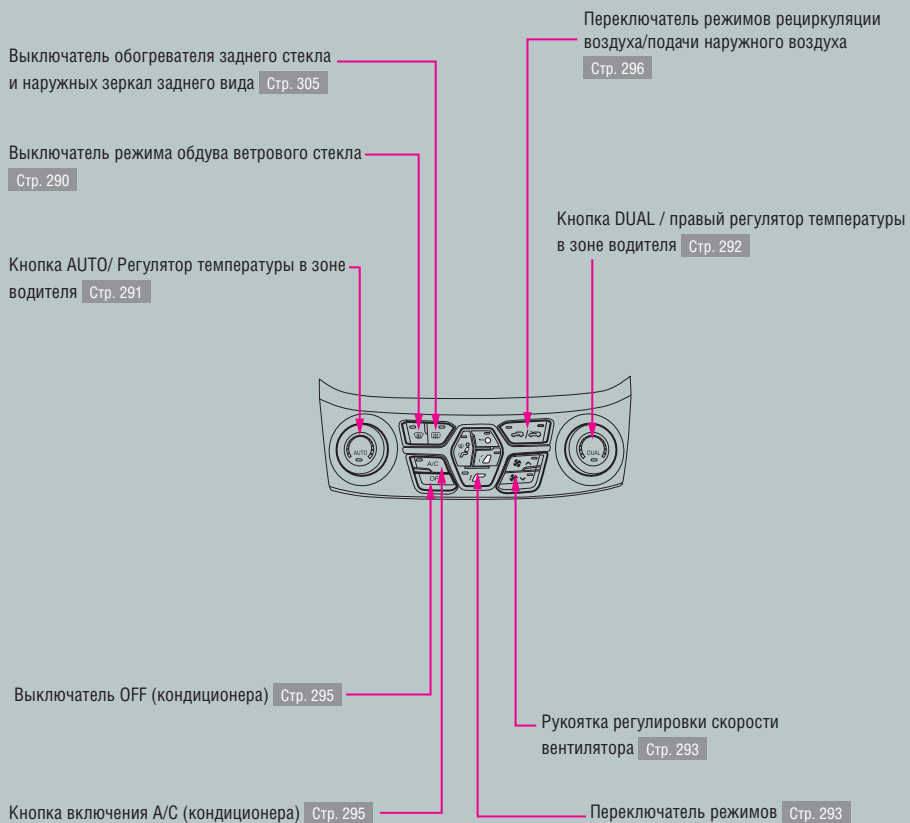 Переключатель режимов рециркуляции
воздуха/подачи наружного воздуха
Стр. 296
Выключатель обогревателя заднего стекла
и наружных зеркал заднего вида Стр. 305
Выключатель режима обдува ветрового стекла
Стр. 290
Кнопка DUAL / правый регулятор температуры
в зоне водителя Стр. 292
Кнопка AUTO/ Регулятор температуры в зоне
водителя Стр. 291
AUTO
A/C
OFF
DUAL
Выключатель OFF (кондиционера) Стр. 295
Рукоятка регулировки скорости
вентилятора Стр. 293
Кнопка включения A/C (кондиционера) Стр. 295
Переключатель режимов Стр. 293